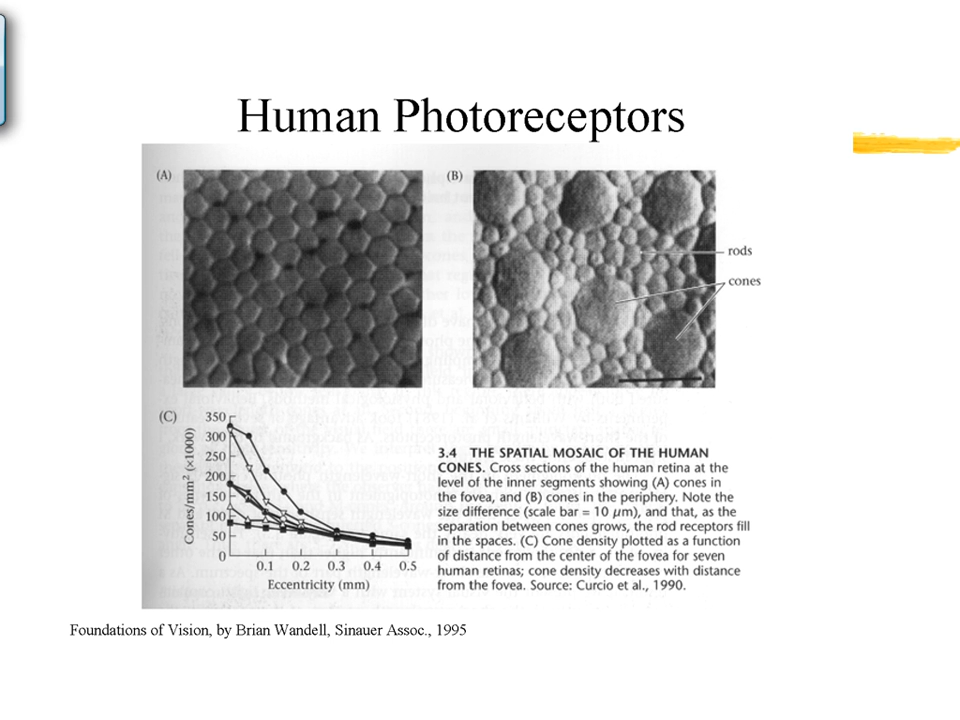 Human Photoreceptors
(A)
(B)
rods
cones
(C)
Cones/mm² (×1000)
350
300
250
200
150
100
50
0
0.1 0.2 0.3 0.4 0.5
Eccentricity (mm)
3.4 THE SPATIAL MOSAIC OF THE HUMAN
CONES. Cross sections of the human retina at the
level of the inner segments showing (A) cones in
the fovea, and (B) cones in the periphery. Note the
size difference (scale bar = 10 μm), and that, as the
separation between cones grows, the rod receptors fill
in the spaces. (C) Cone density plotted as a function
of distance from the center of the fovea for seven
human retinas; cone density decreases with distance
from the fovea. Source: Curcio et al., 1990.
Foundations of Vision, by Brian Wandell, Sinauer Assoc., 1995